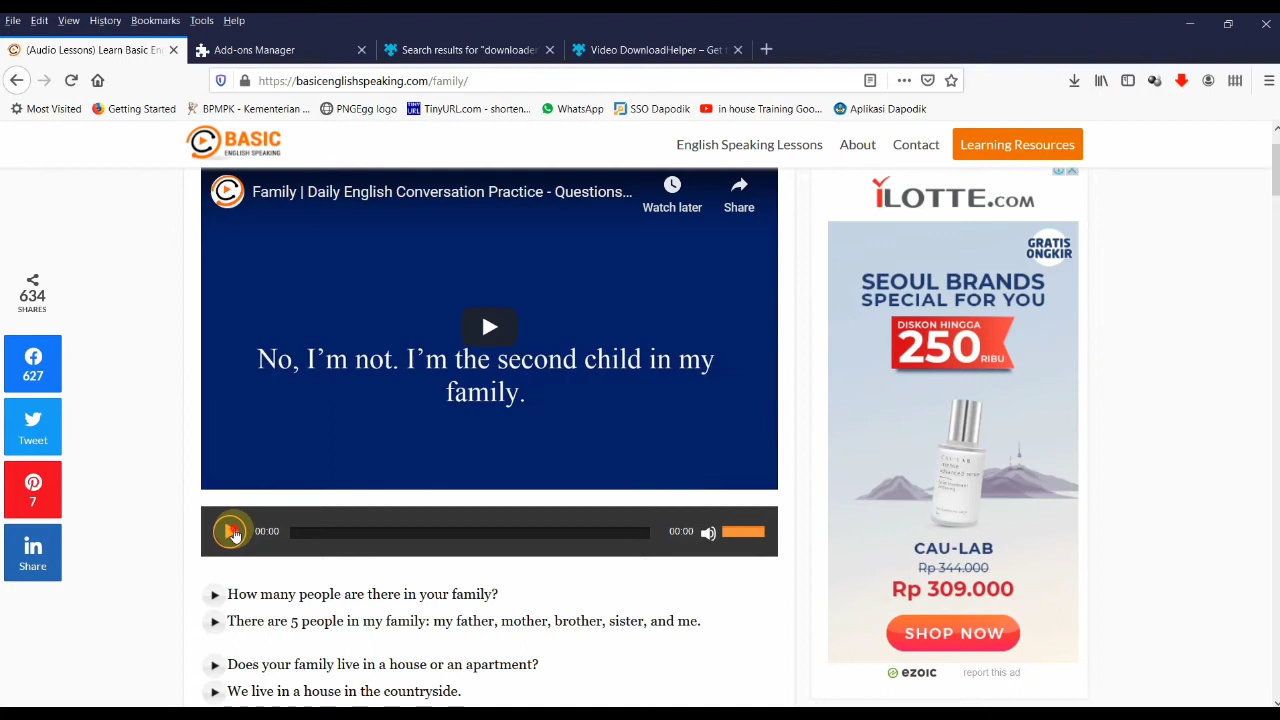 File Edit View History Bookmarks Tools Help
(Audio Lessons) Learn Basic En
Add-ons Manager
Search results for "downloader
Video DownloadHelper – Get
https://basicenglishspeaking.com/family/
Most Visited
Getting Started
BPMPK - Kementerian ...
PNGEgg logo
TINY URL
TinyURL.com - shorten...
WhatsApp
SSO Dapodik
in house Training Goo...
Aplikasi Dapodik
BASIC
ENGLISH SPEAKING
English Speaking Lessons
About
Contact
Learning Resources
634
SHARES
627
Tweet
7
Share
Family | Daily English Conversation Practice - Questions...
Watch later
Share
No, I’m not. I’m the second child in my
family.
00:00
00:00
How many people are there in your family?
There are 5 people in my family: my father, mother, brother, sister, and me.
Does your family live in a house or an apartment?
We live in a house in the countryside.
iLOTTE.COM
GRATIS
ONGKIR
SEOUL BRANDS
SPECIAL FOR YOU
DISKON HINGGA
250 RIBU
CAU-LAB
CAU-LAB
Rp 344.000
Rp 309.000
SHOP NOW
ezoic
report this ad